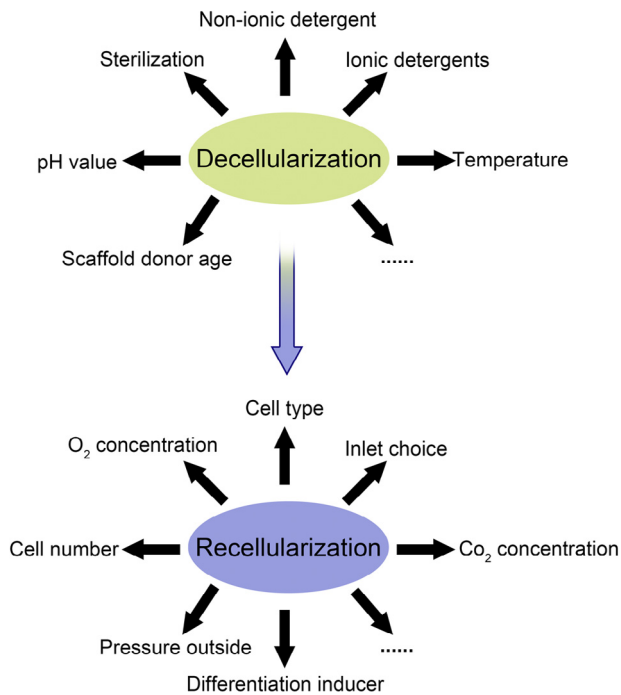 Non-ionic detergent
Sterilization
Ionic detergents
pH value
Decellularization
Temperature
Scaffold donor age
......
Cell type
O₂ concentration
Inlet choice
Cell number
Recellularization
Co₂ concentration
Pressure outside
......
Differentiation inducer